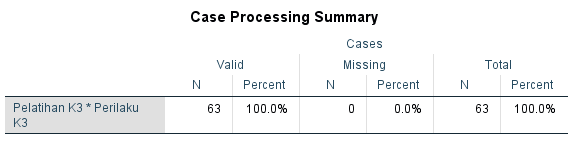 Case Processing Summary
Cases
Valid Missing Total
N Percent N Percent N Percent
Pelatihan K3 * Perilaku K3 63 100.0% 0 0.0% 63 100.0%